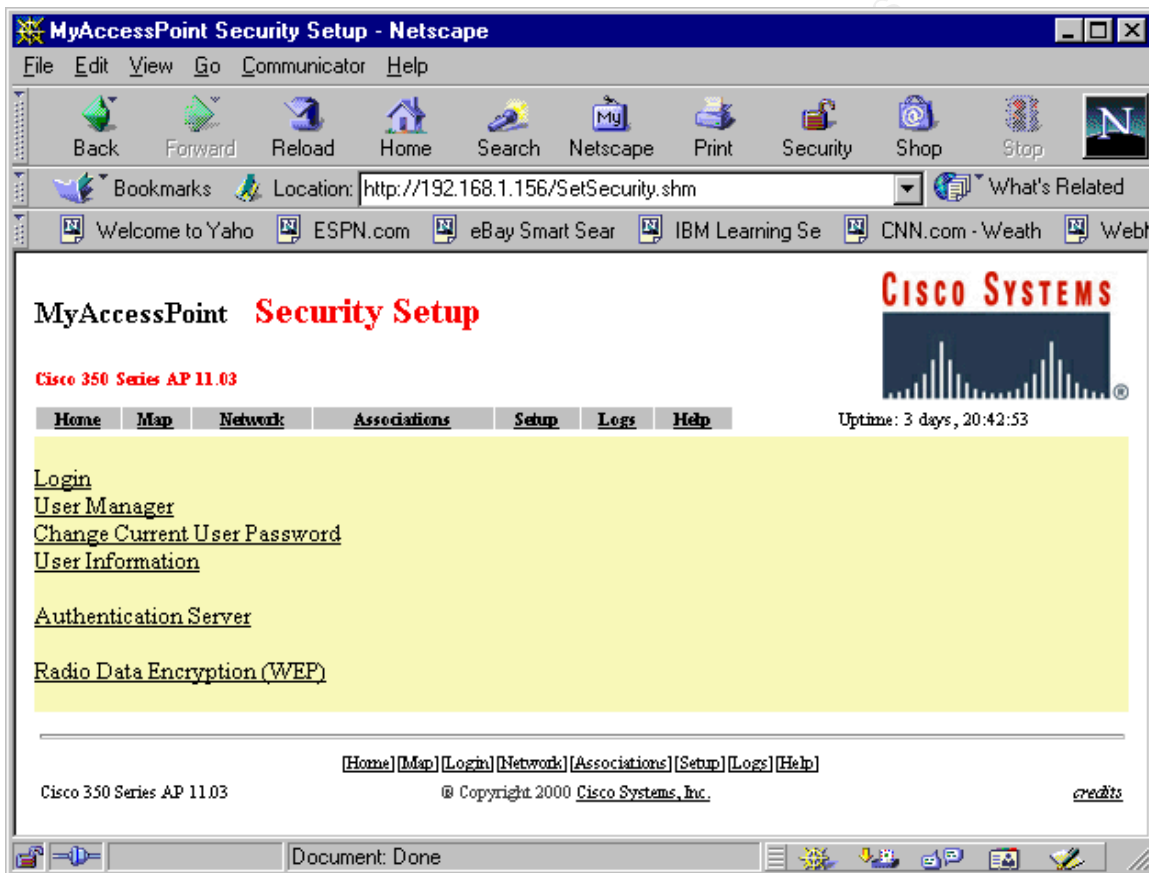 MyAccessPoint Security Setup - Netscape
File Edit View Go Communicator Help
Back Forward Reload Home Search My Netscape Print Security Shop Stop N
Bookmarks Location: http://192.168.1.156/SetSecurity.shm What's Related
Welcome to Yaho ESPN.com eBay Smart Sear IBM Learning Se CNN.com - Weath
MyAccessPoint Security Setup
CISCO SYSTEMS ®
Cisco 350 Series AP 11.03
Home Map Network Associations Setup Logs Help Uptime: 3 days, 20:42:53
Login
User Manager
Change Current User Password
User Information
Authentication Server
Radio Data Encryption (WEP)
[Home][Map][Login][Network][Associations][Setup][Logs][Help]
Cisco 350 Series AP 11.03 © Copyright 2000 Cisco Systems, Inc. credits
Document: Done